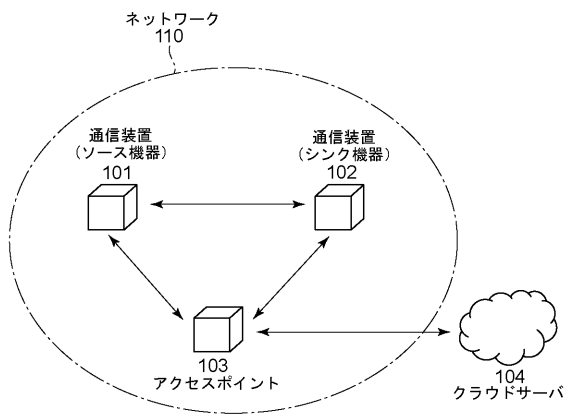 ネットワーク
110
通信装置
(ソース機器)
101
通信装置
(シンク機器)
102
103
アクセスポイント
104
クラウドサーバ